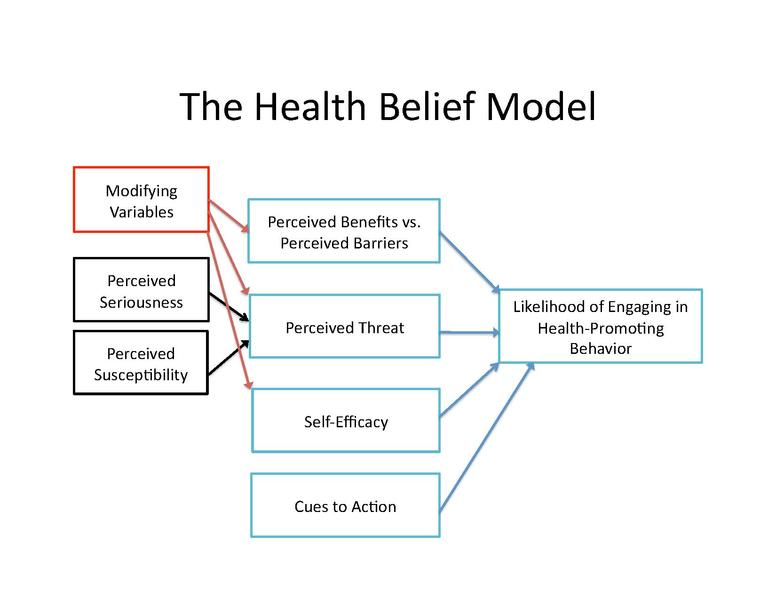 The Health Belief Model
Modifying
Variables
Perceived Benefits vs.
Perceived Barriers
Perceived
Seriousness
Perceived Threat
Likelihood of Engaging in
Health-Promoting
Behavior
Perceived
Susceptibility
Self-Efficacy
Cues to Action